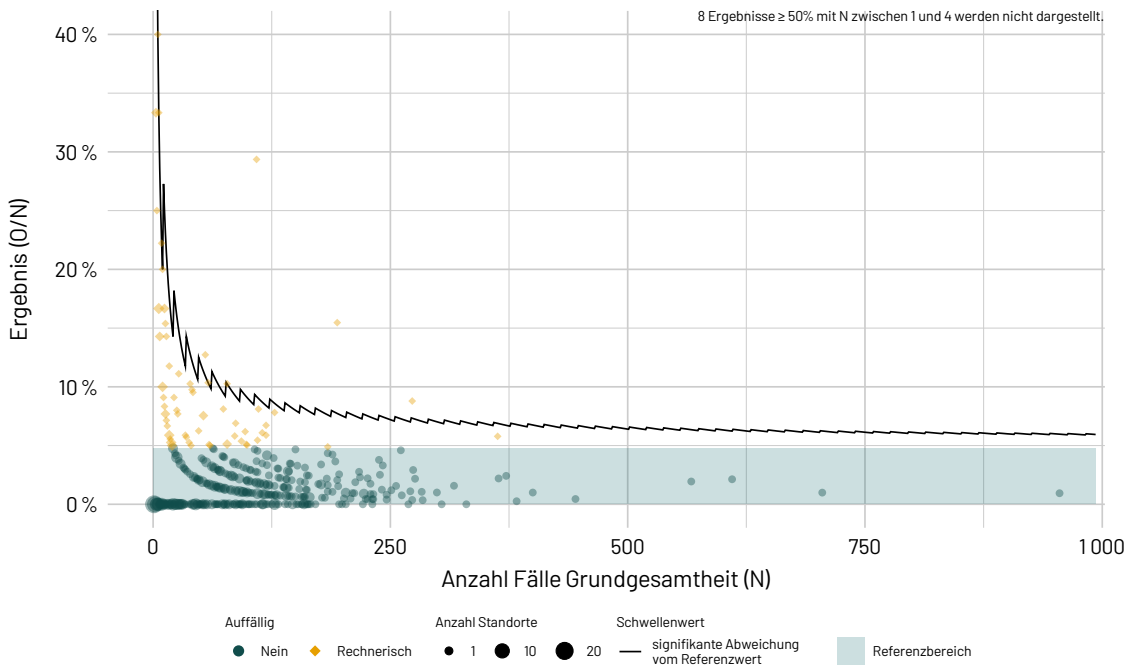 8 Ergebnisse ≥ 50% mit N zwischen 1 und 4 werden nicht dargestellt.
40 %
30 %
20 %
10 %
0 %
Ergebnis (O/N)
0
250
500
750
1 000
Anzahl Fälle Grundgesamtheit (N)
Auffällig
Nein
Rechnerisch
Anzahl Standorte
1
10
20
Schwellenwert
signifikante Abweichung
vom Referenzwert
Referenzbereich